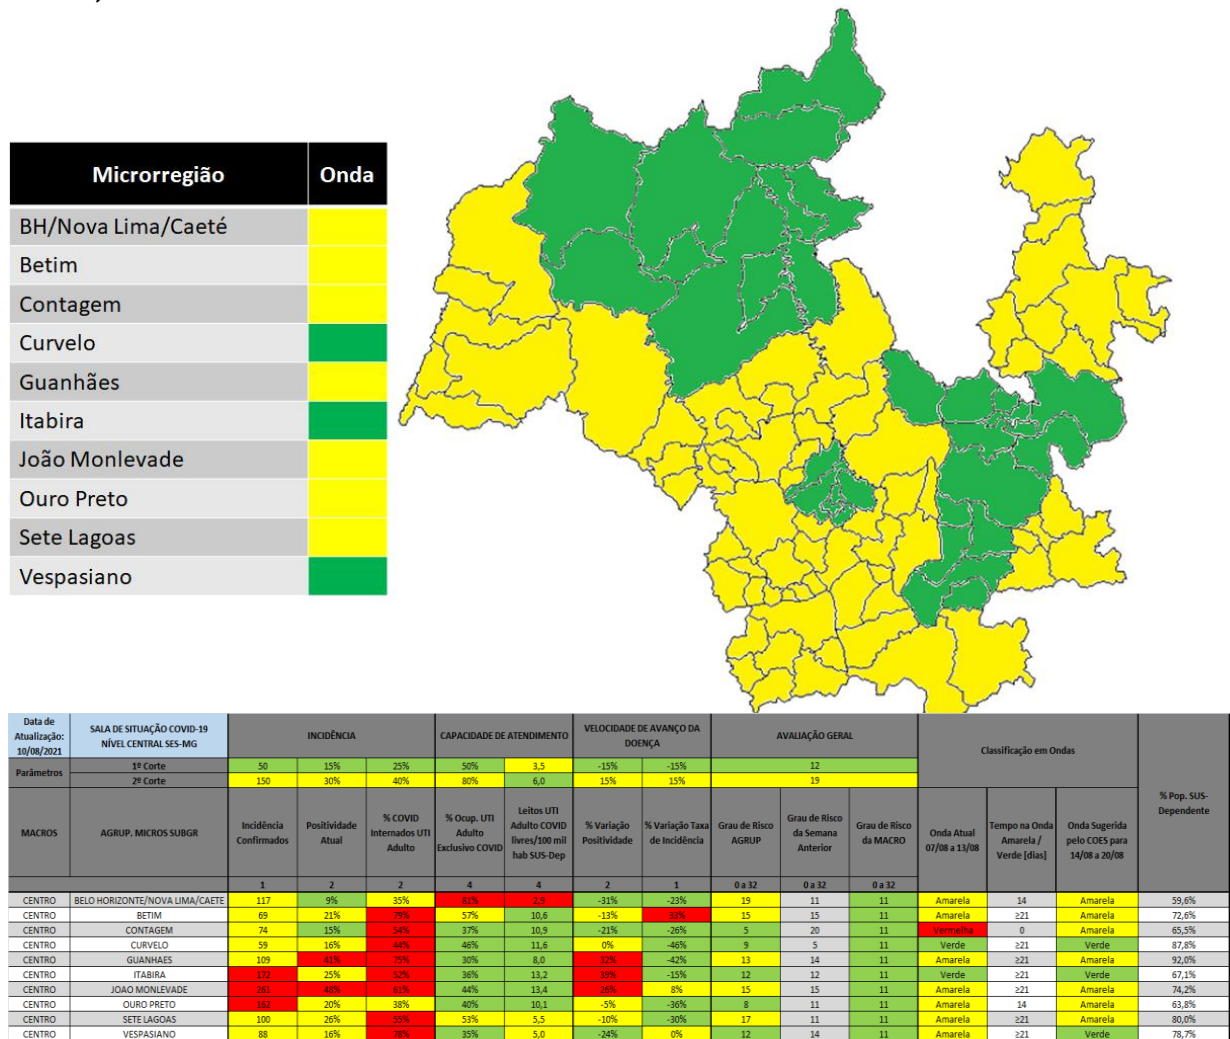 Microrregião Onda
BH/Nova Lima/Caeté
Betim
Contagem
Curvelo
Guanhães
Itabira
João Monlevade
Ouro Preto
Sete Lagoas
Vespasiano
Data de Atualização: 10/08/2021 SALA DE SITUAÇÃO COVID-19 NÍVEL CENTRAL SES-MG INCIDÊNCIA CAPACIDADE DE ATENDIMENTO VELOCIDADE DE AVANÇO DA DOENÇA AVALIAÇÃO GERAL Classificação em Ondas % Pop. SUS-Dependente
Parâmetros 1º Corte 50 15% 25% 50% 3,5 -15% -15% 12
2º Corte 150 30% 40% 80% 6,0 15% 15% 19
MACROS AGRUP. MICROS SUBGR Incidência Confirmados Positividade Atual % COVID Internados UTI Adulto % Ocup. UTI Adulto Exclusivo COVID Leitos UTI Adulto COVID livres/100 mil hab SUS-Dep % Variação Positividade % Variação Taxa de Incidência Grau de Risco AGRUP Grau de Risco da Semana Anterior Grau de Risco da MACRO Onda Atual 07/08 a 13/08 Tempo na Onda Amarela / Verde [dias] Onda Sugerida pelo COES para 14/08 a 20/08
1 2 2 4 4 2 1 0 a 32 0 a 32 0 a 32
CENTRO BELO HORIZONTE/NOVA LIMA/CAETE 117 9% 35% 81% 2,9 -31% -23% 19 11 11 Amarela 14 Amarela 59,6%
CENTRO BETIM 69 21% 79% 57% 10,6 -13% 33% 15 15 11 Amarela ≥21 Amarela 72,6%
CENTRO CONTAGEM 74 15% 54% 37% 10,9 -21% -26% 5 20 11 Vermelha 0 Amarela 65,5%
CENTRO CURVELO 59 16% 44% 46% 11,6 0% -46% 9 5 11 Verde ≥21 Verde 87,8%
CENTRO GUANHAES 109 41% 75% 30% 8,0 32% -42% 13 14 11 Amarela ≥21 Amarela 92,0%
CENTRO ITABIRA 172 25% 52% 36% 13,2 39% -15% 12 12 11 Verde ≥21 Verde 67,1%
CENTRO JOAO MONLEVADE 261 48% 61% 44% 13,4 26% 8% 15 15 11 Amarela ≥21 Amarela 74,2%
CENTRO OURO PRETO 162 20% 38% 40% 10,1 -5% -36% 8 11 11 Amarela 14 Amarela 63,8%
CENTRO SETE LAGOAS 100 26% 55% 53% 5,5 -10% -30% 17 11 11 Amarela ≥21 Amarela 80,0%
CENTRO VESPASIANO 88 16% 76% 35% 5,0 -24% 0% 12 14 11 Amarela ≥21 Verde 78,7%